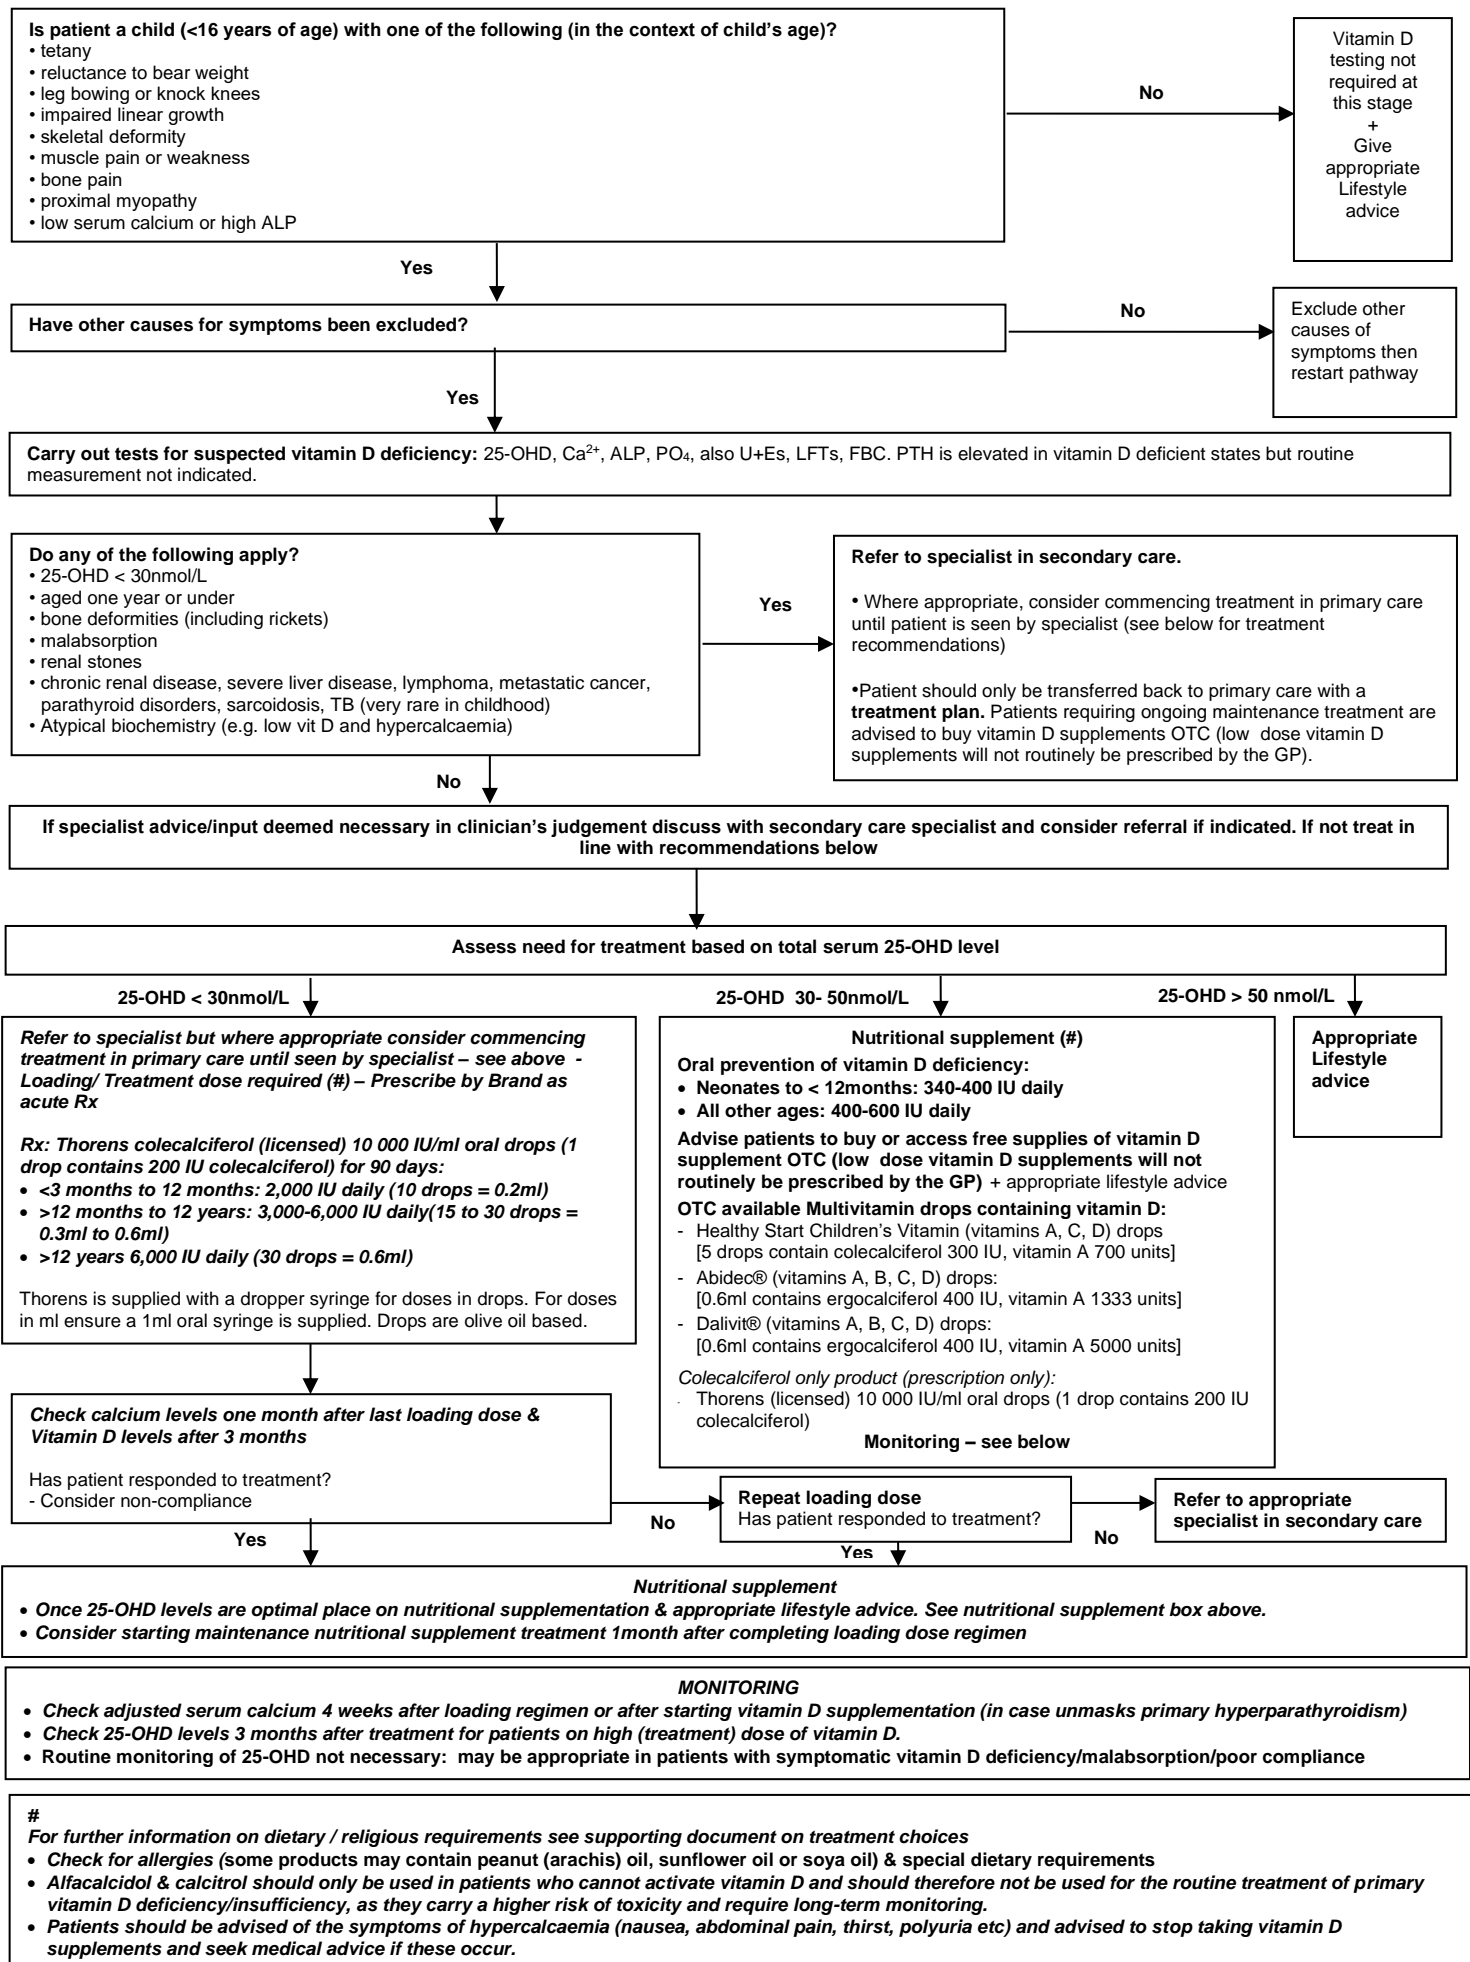 Is patient a child (<16 years of age) with one of the following (in the context of child's age)?
• tetany
• reluctance to bear weight
• leg bowing or knock knees
• impaired linear growth
• skeletal deformity
• muscle pain or weakness
• bone pain
• proximal myopathy
• low serum calcium or high ALP
No
Vitamin D
testing not
required at
this stage
+
Give
appropriate
Lifestyle
advice
Yes
Have other causes for symptoms been excluded?
No
Exclude other
causes of
symptoms then
restart pathway
Yes
Carry out tests for suspected vitamin D deficiency: 25-OHD, Ca²⁺, ALP, PO₄, also U+Es, LFTs, FBC. PTH is elevated in vitamin D deficient states but routine
measurement not indicated.
Do any of the following apply?
• 25-OHD < 30nmol/L
• aged one year or under
• bone deformities (including rickets)
• malabsorption
• renal stones
• chronic renal disease, severe liver disease, lymphoma, metastatic cancer,
parathyroid disorders, sarcoidosis, TB (very rare in childhood)
• Atypical biochemistry (e.g. low vit D and hypercalcaemia)
Yes
Refer to specialist in secondary care.
• Where appropriate, consider commencing treatment in primary care
until patient is seen by specialist (see below for treatment
recommendations)
•Patient should only be transferred back to primary care with a
treatment plan. Patients requiring ongoing maintenance treatment are
advised to buy vitamin D supplements OTC (low dose vitamin D
supplements will not routinely be prescribed by the GP).
No
If specialist advice/input deemed necessary in clinician's judgement discuss with secondary care specialist and consider referral if indicated. If not treat in
line with recommendations below
Assess need for treatment based on total serum 25-OHD level
25-OHD < 30nmol/L
25-OHD 30- 50nmol/L
25-OHD > 50 nmol/L
Refer to specialist but where appropriate consider commencing
treatment in primary care until seen by specialist – see above -
Loading/ Treatment dose required (#) – Prescribe by Brand as
acute Rx
Rx: Thorens colecalciferol (licensed) 10 000 IU/ml oral drops (1
drop contains 200 IU colecalciferol) for 90 days:
• <3 months to 12 months: 2,000 IU daily (10 drops = 0.2ml)
• >12 months to 12 years: 3,000-6,000 IU daily(15 to 30 drops =
0.3ml to 0.6ml)
• >12 years 6,000 IU daily (30 drops = 0.6ml)
Thorens is supplied with a dropper syringe for doses in drops. For doses
in ml ensure a 1ml oral syringe is supplied. Drops are olive oil based.
Nutritional supplement (#)
Oral prevention of vitamin D deficiency:
• Neonates to < 12months: 340-400 IU daily
• All other ages: 400-600 IU daily
Advise patients to buy or access free supplies of vitamin D
supplement OTC (low dose vitamin D supplements will not
routinely be prescribed by the GP) + appropriate lifestyle advice
OTC available Multivitamin drops containing vitamin D:
- Healthy Start Children's Vitamin (vitamins A, C, D) drops
[5 drops contain colecalciferol 300 IU, vitamin A 700 units]
- Abidec® (vitamins A, B, C, D) drops:
[0.6ml contains ergocalciferol 400 IU, vitamin A 1333 units]
- Dalivit® (vitamins A, B, C, D) drops:
[0.6ml contains ergocalciferol 400 IU, vitamin A 5000 units]
Colecalciferol only product (prescription only):
- Thorens (licensed) 10 000 IU/ml oral drops (1 drop contains 200 IU
colecalciferol)
Monitoring – see below
Appropriate
Lifestyle
advice
Check calcium levels one month after last loading dose &
Vitamin D levels after 3 months
Has patient responded to treatment?
- Consider non-compliance
No
Repeat loading dose
Has patient responded to treatment?
No
Refer to appropriate
specialist in secondary care
Yes
Yes
Nutritional supplement
• Once 25-OHD levels are optimal place on nutritional supplementation & appropriate lifestyle advice. See nutritional supplement box above.
• Consider starting maintenance nutritional supplement treatment 1month after completing loading dose regimen
MONITORING
• Check adjusted serum calcium 4 weeks after loading regimen or after starting vitamin D supplementation (in case unmasks primary hyperparathyroidism)
• Check 25-OHD levels 3 months after treatment for patients on high (treatment) dose of vitamin D.
• Routine monitoring of 25-OHD not necessary: may be appropriate in patients with symptomatic vitamin D deficiency/malabsorption/poor compliance
#
For further information on dietary / religious requirements see supporting document on treatment choices
• Check for allergies (some products may contain peanut (arachis) oil, sunflower oil or soya oil) & special dietary requirements
• Alfacalcidol & calcitrol should only be used in patients who cannot activate vitamin D and should therefore not be used for the routine treatment of primary
vitamin D deficiency/insufficiency, as they carry a higher risk of toxicity and require long-term monitoring.
• Patients should be advised of the symptoms of hypercalcaemia (nausea, abdominal pain, thirst, polyuria etc) and advised to stop taking vitamin D
supplements and seek medical advice if these occur.